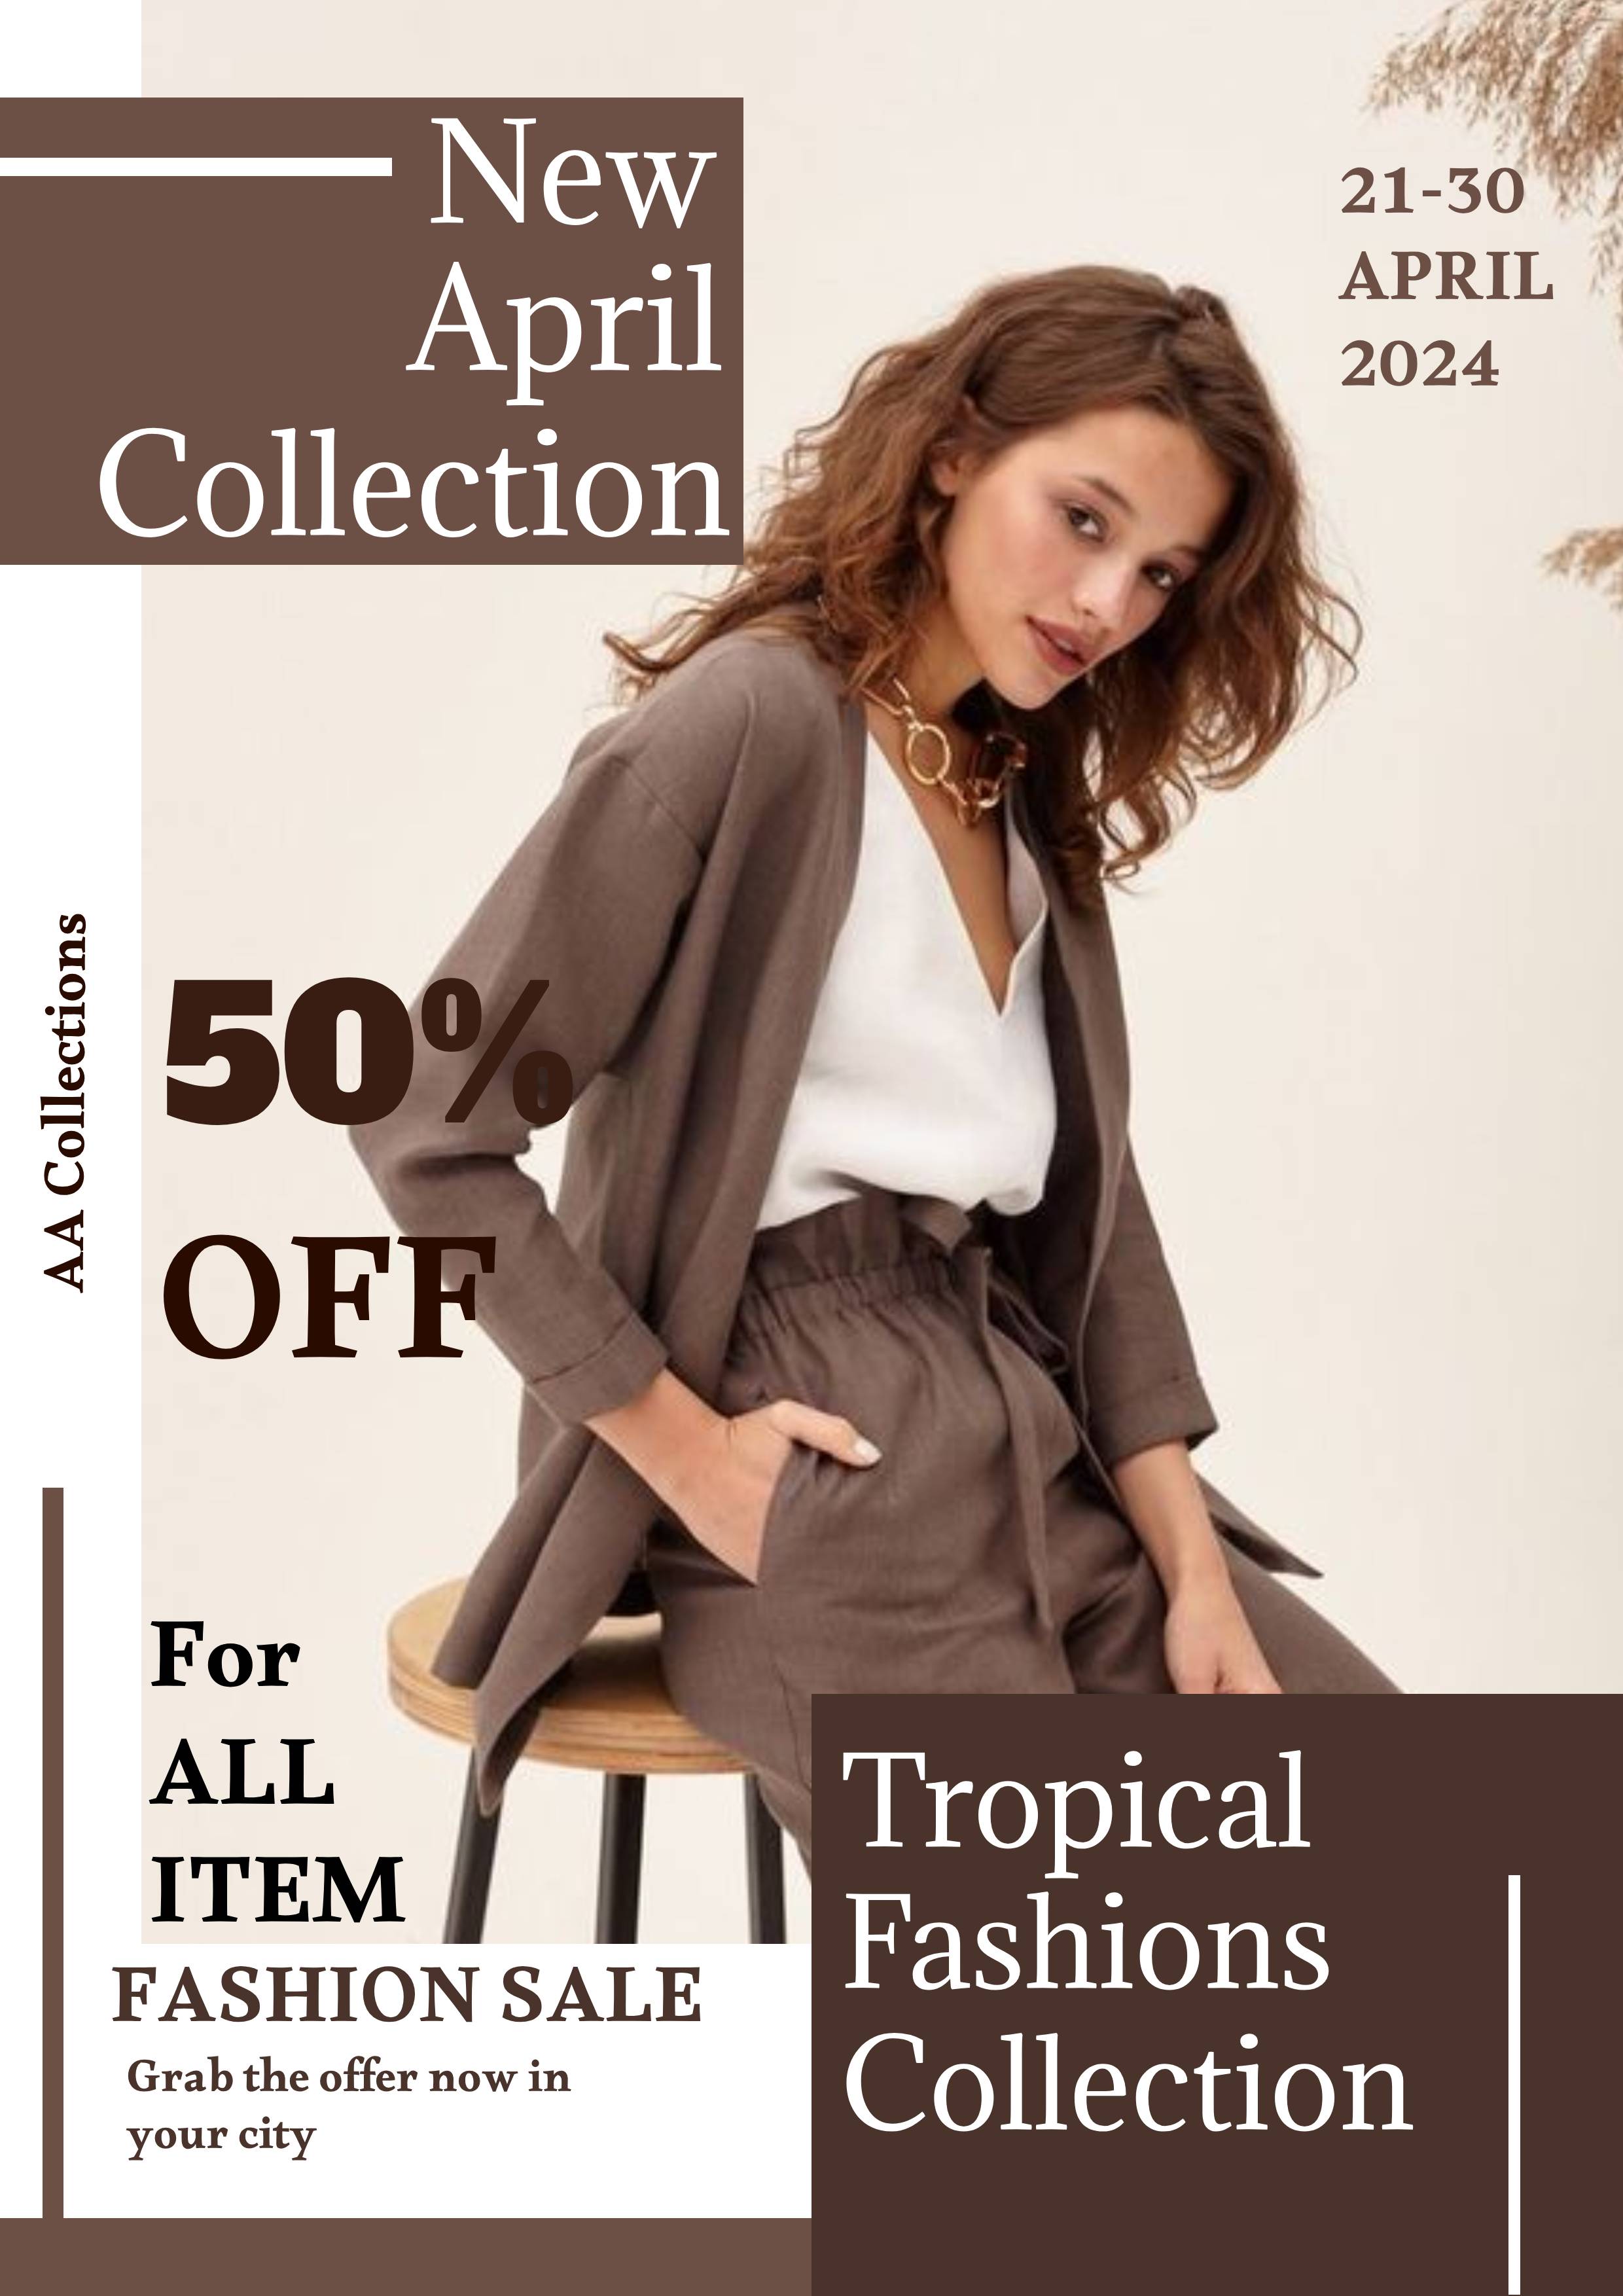 New
April
Collection
21-30
APRIL
2024
AA Collections
50%
OFF
For
ALL
ITEM
FASHION SALE
Grab the offer now in
your city
Tropical
Fashions
Collection